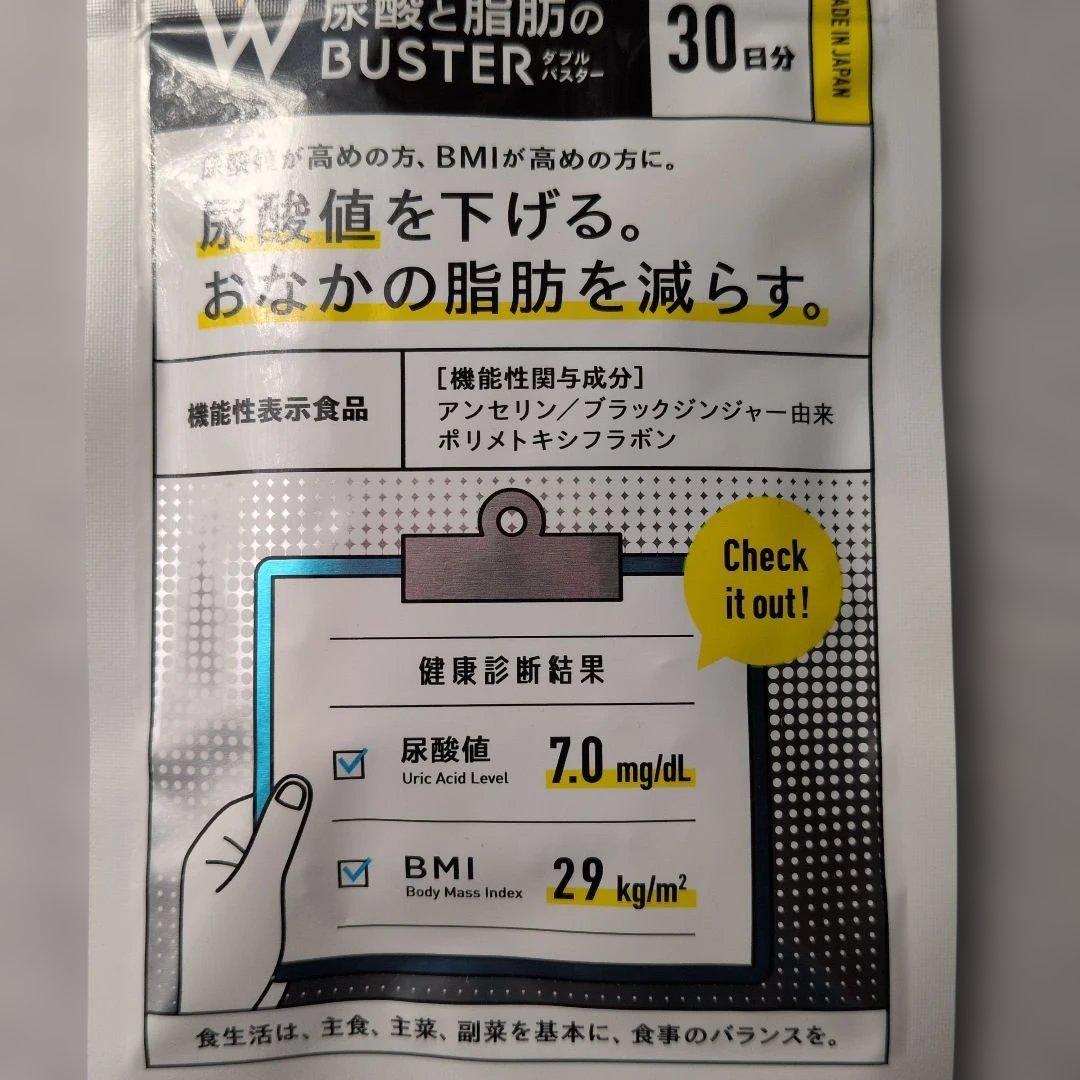 W 尿酸と脂肪の
BUSTER ダブル
バスター
30日分
MADE IN JAPAN
尿酸値が高めの方、BMIが高めの方に。
尿酸値を下げる。
おなかの脂肪を減らす。
機能性表示食品
[機能性関与成分]
アンセリン／ブラックジンジャー由来
ポリメトキシフラボン
Check
it out!
健康診断結果
尿酸値 7.0 mg/dL
Uric Acid Level
BMI 29 kg/m²
Body Mass Index
食生活は、主食、主菜、副菜を基本に、食事のバランスを。